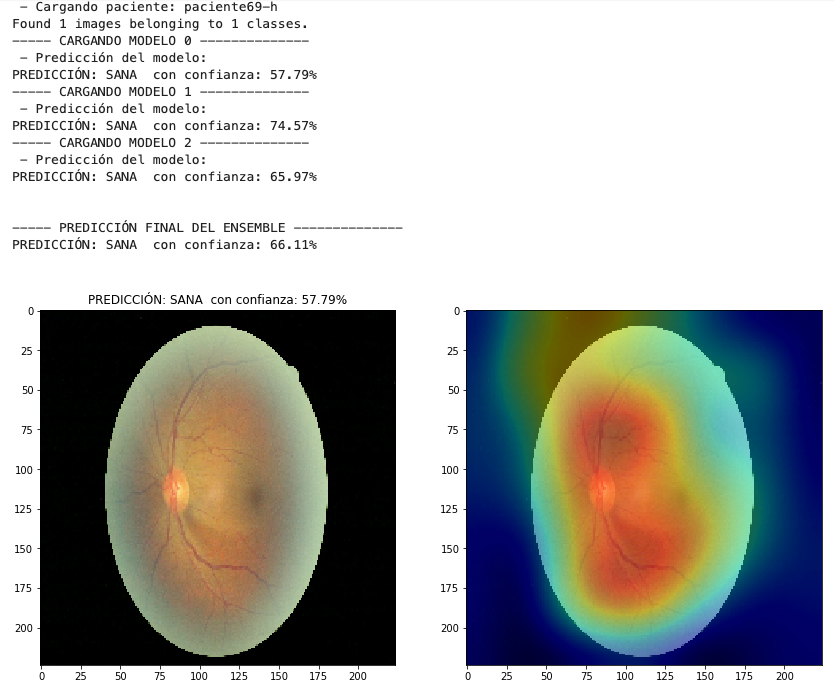 – Cargando paciente: paciente69-h
Found 1 images belonging to 1 classes.
––––– CARGANDO MODELO 0 ––––––––––––––
– Predicción del modelo:
PREDICCIÓN: SANA  con confianza: 57.79%
––––– CARGANDO MODELO 1 ––––––––––––––
– Predicción del modelo:
PREDICCIÓN: SANA  con confianza: 74.57%
––––– CARGANDO MODELO 2 ––––––––––––––
– Predicción del modelo:
PREDICCIÓN: SANA  con confianza: 65.97%
––––– PREDICCIÓN FINAL DEL ENSEMBLE ––––––––––––––
PREDICCIÓN: SANA  con confianza: 66.11%
PREDICCIÓN: SANA  con confianza: 57.79%
0
25
50
75
100
125
150
175
200
0 25 50 75 100 125 150 175 200
0
25
50
75
100
125
150
175
200
0 25 50 75 100 125 150 175 200